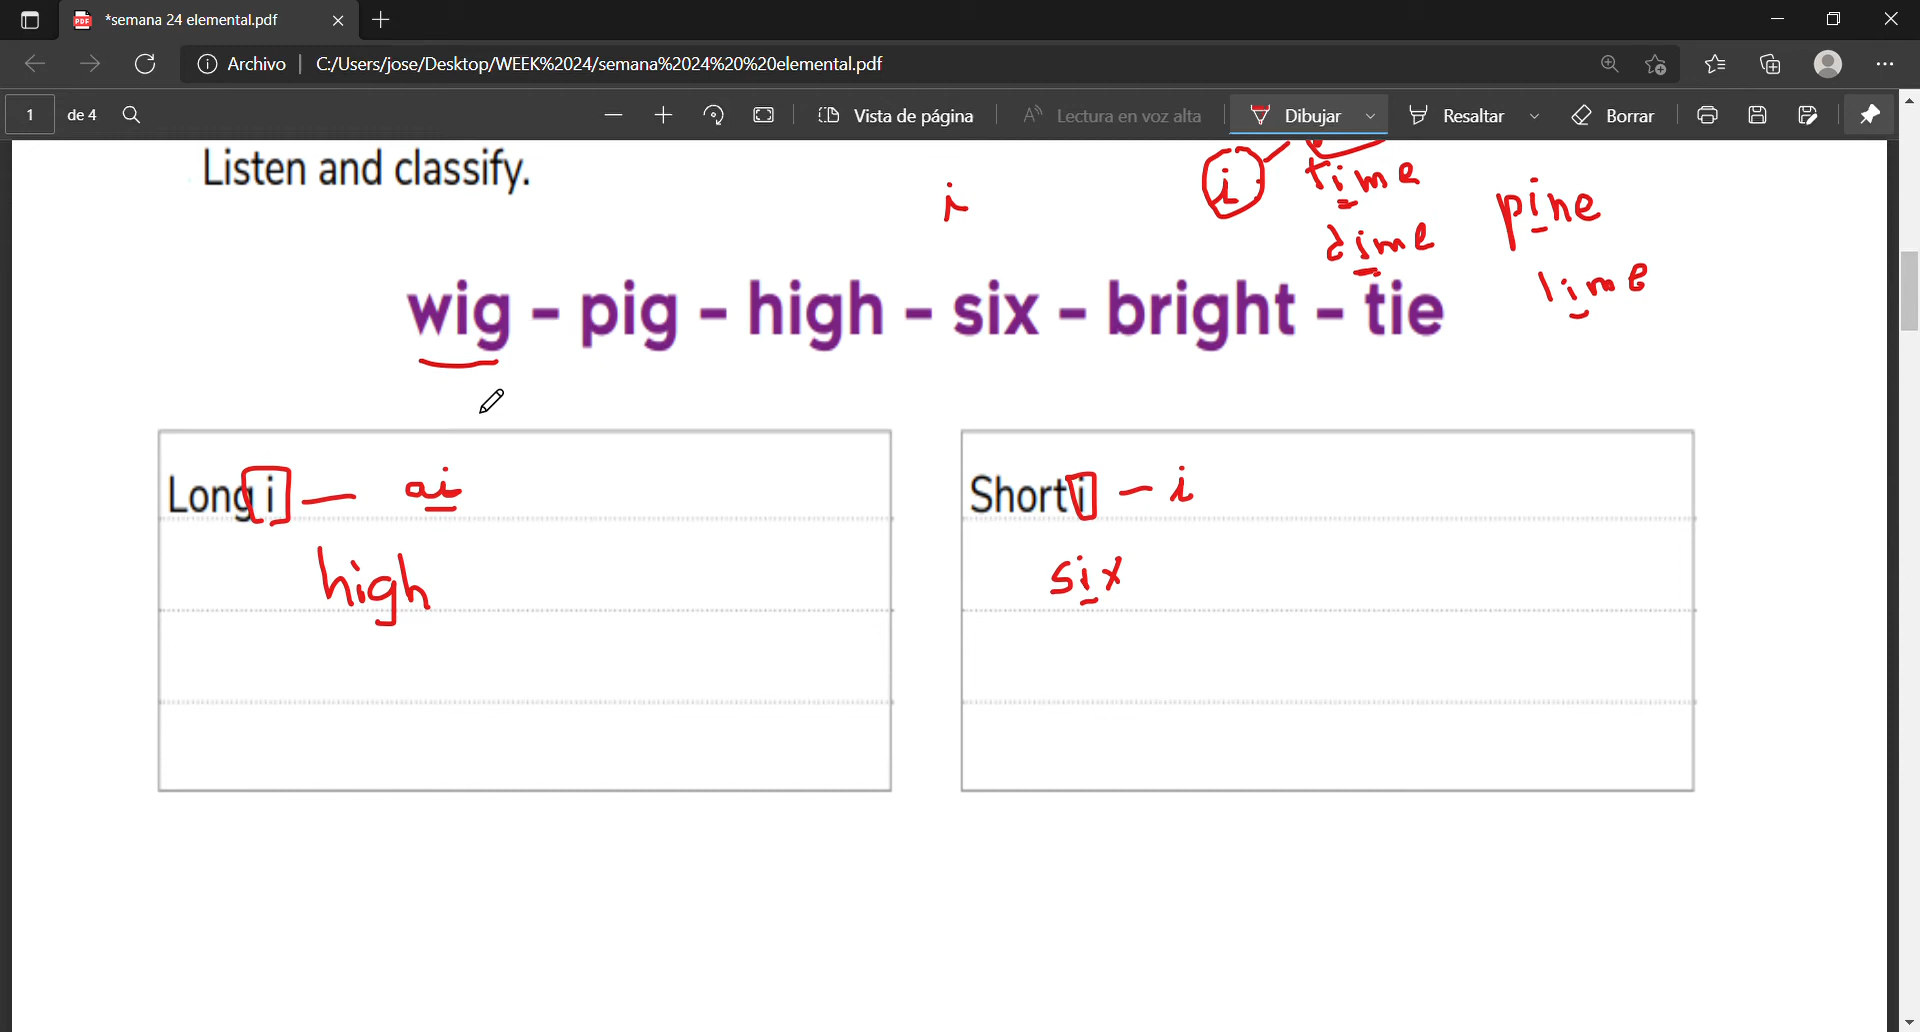 *semana 24 elemental.pdf
Archivo C:/Users/jose/Desktop/WEEK%2024/semana%2024%20%20elemental.pdf
1 de 4 Vista de página Lectura en voz alta Dibujar Resaltar Borrar
Listen and classify.
i
i time
dime
pine
lime
wig - pig - high - six - bright - tie
Long i — ai
high
Short i — i
six